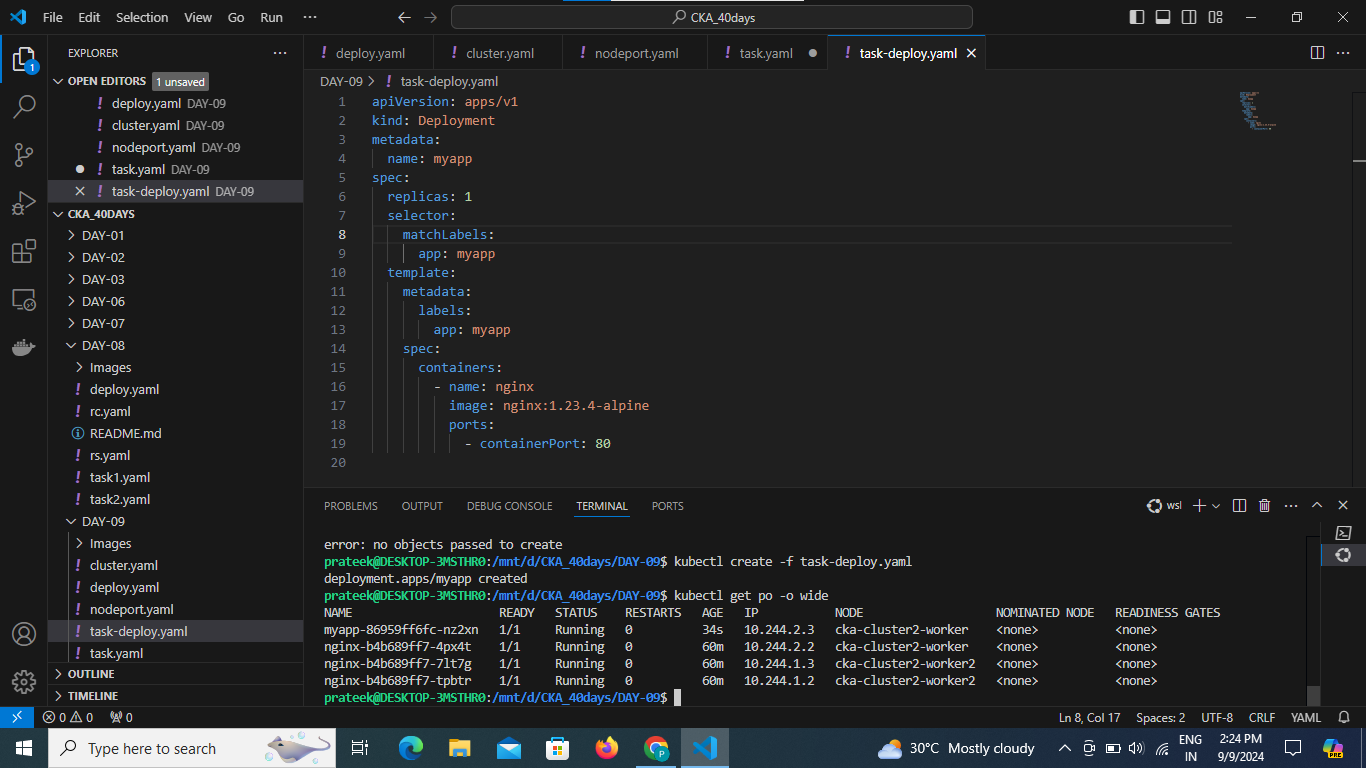 File Edit Selection View Go Run ··· CKA_40days
EXPLORER ···
OPEN EDITORS 1 unsaved
! deploy.yaml DAY-09
! cluster.yaml DAY-09
! nodeport.yaml DAY-09
! task.yaml DAY-09
! task-deploy.yaml DAY-09
CKA_40DAYS
DAY-01
DAY-02
DAY-03
DAY-06
DAY-07
DAY-08
Images
! deploy.yaml
! rc.yaml
README.md
! rs.yaml
! task1.yaml
! task2.yaml
DAY-09
Images
! cluster.yaml
! deploy.yaml
! nodeport.yaml
! task-deploy.yaml
! task.yaml
OUTLINE
TIMELINE
1
! deploy.yaml ! cluster.yaml ! nodeport.yaml ! task.yaml ! task-deploy.yaml
DAY-09 > ! task-deploy.yaml
1 apiVersion: apps/v1
2 kind: Deployment
3 metadata:
4 name: myapp
5 spec:
6 replicas: 1
7 selector:
8 matchLabels:
9 app: myapp
10 template:
11 metadata:
12 labels:
13 app: myapp
14 spec:
15 containers:
16 - name: nginx
17 image: nginx:1.23.4-alpine
18 ports:
19 - containerPort: 80
20
PROBLEMS OUTPUT DEBUG CONSOLE TERMINAL PORTS wsl
error: no objects passed to create
prateek@DESKTOP-3MSTHR0:/mnt/d/CKA_40days/DAY-09$ kubectl create -f task-deploy.yaml
deployment.apps/myapp created
prateek@DESKTOP-3MSTHR0:/mnt/d/CKA_40days/DAY-09$ kubectl get po -o wide
NAME READY STATUS RESTARTS AGE IP NODE NOMINATED NODE READINESS GATES
myapp-86959ff6fc-nz2xn 1/1 Running 0 34s 10.244.2.3 cka-cluster2-worker <none> <none>
nginx-b4b689ff7-4px4t 1/1 Running 0 60m 10.244.2.2 cka-cluster2-worker <none> <none>
nginx-b4b689ff7-7lt7g 1/1 Running 0 60m 10.244.1.3 cka-cluster2-worker2 <none> <none>
nginx-b4b689ff7-tpbtr 1/1 Running 0 60m 10.244.1.2 cka-cluster2-worker2 <none> <none>
prateek@DESKTOP-3MSTHR0:/mnt/d/CKA_40days/DAY-09$
0 0 0 Ln 8, Col 17 Spaces: 2 UTF-8 CRLF YAML
Type here to search 30°C Mostly cloudy ENG IN 2:24 PM 9/9/2024 PRE